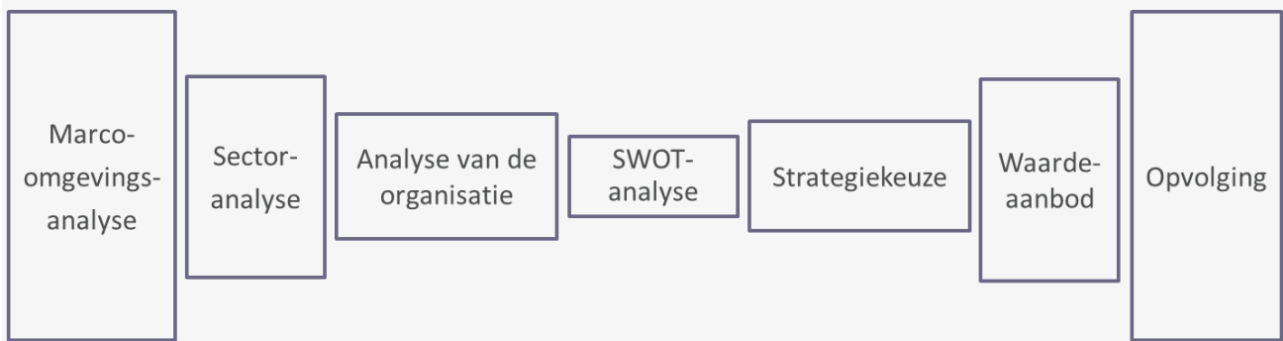 Marco-
omgevings-
analyse
Sector-
analyse
Analyse van de
organisatie
SWOT-
analyse
Strategiekeuze
Waarde-
aanbod
Opvolging